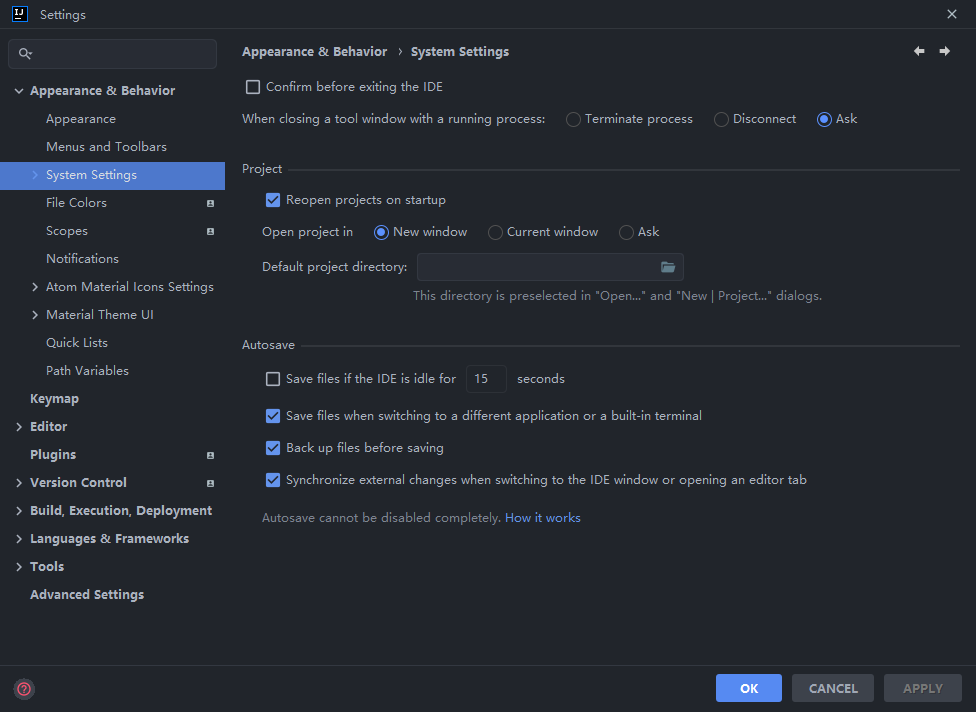 Settings
Appearance & Behavior
Appearance
Menus and Toolbars
System Settings
File Colors
Scopes
Notifications
Atom Material Icons Settings
Material Theme UI
Quick Lists
Path Variables
Keymap
Editor
Plugins
Version Control
Build, Execution, Deployment
Languages & Frameworks
Tools
Advanced Settings
Appearance & Behavior › System Settings
Confirm before exiting the IDE
When closing a tool window with a running process: Terminate process Disconnect Ask
Project
Reopen projects on startup
Open project in New window Current window Ask
Default project directory:
This directory is preselected in "Open..." and "New | Project..." dialogs.
Autosave
Save files if the IDE is idle for 15 seconds
Save files when switching to a different application or a built-in terminal
Back up files before saving
Synchronize external changes when switching to the IDE window or opening an editor tab
Autosave cannot be disabled completely. How it works
OK CANCEL APPLY